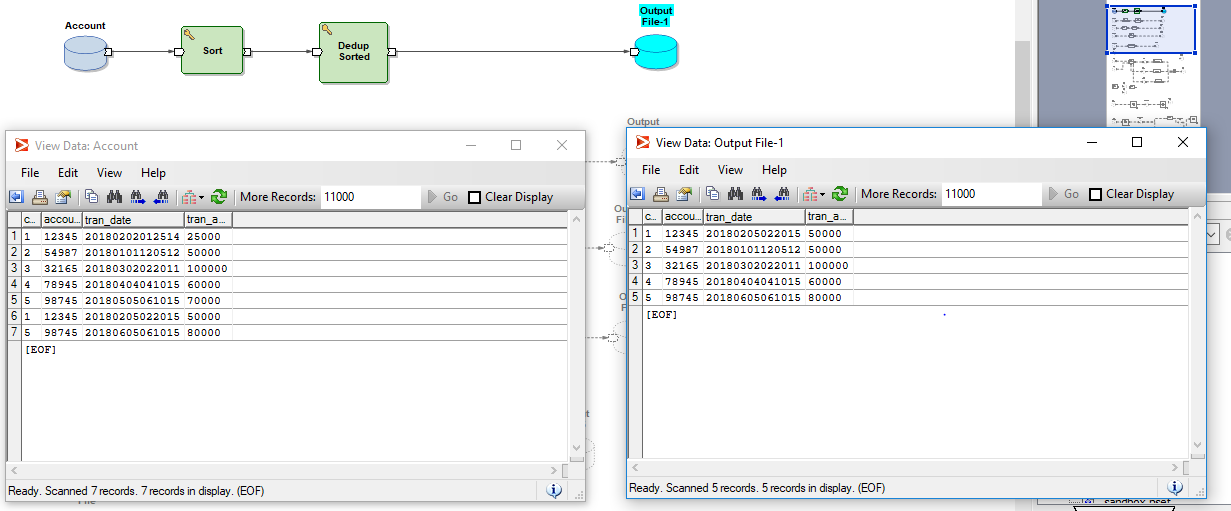 Account
Sort
Dedup
Sorted
Output
File-1
Output
View Data: Account
File Edit View Help
More Records: 11000 Go Clear Display
c... accou... tran_date tran_a...
1 1 12345 20180202012514 25000
2 2 54987 20180101120512 50000
3 3 32165 20180302022011 100000
4 4 78945 20180404041015 60000
5 5 98745 20180505061015 70000
6 1 12345 20180205022015 50000
7 5 98745 20180605061015 80000
[EOF]
Ready. Scanned 7 records. 7 records in display. (EOF)
View Data: Output File-1
File Edit View Help
More Records: 11000 Go Clear Display
c... accou... tran_date tran_a...
1 1 12345 20180205022015 50000
2 2 54987 20180101120512 50000
3 3 32165 20180302022011 100000
4 4 78945 20180404041015 60000
5 5 98745 20180605061015 80000
[EOF]
Ready. Scanned 5 records. 5 records in display. (EOF)